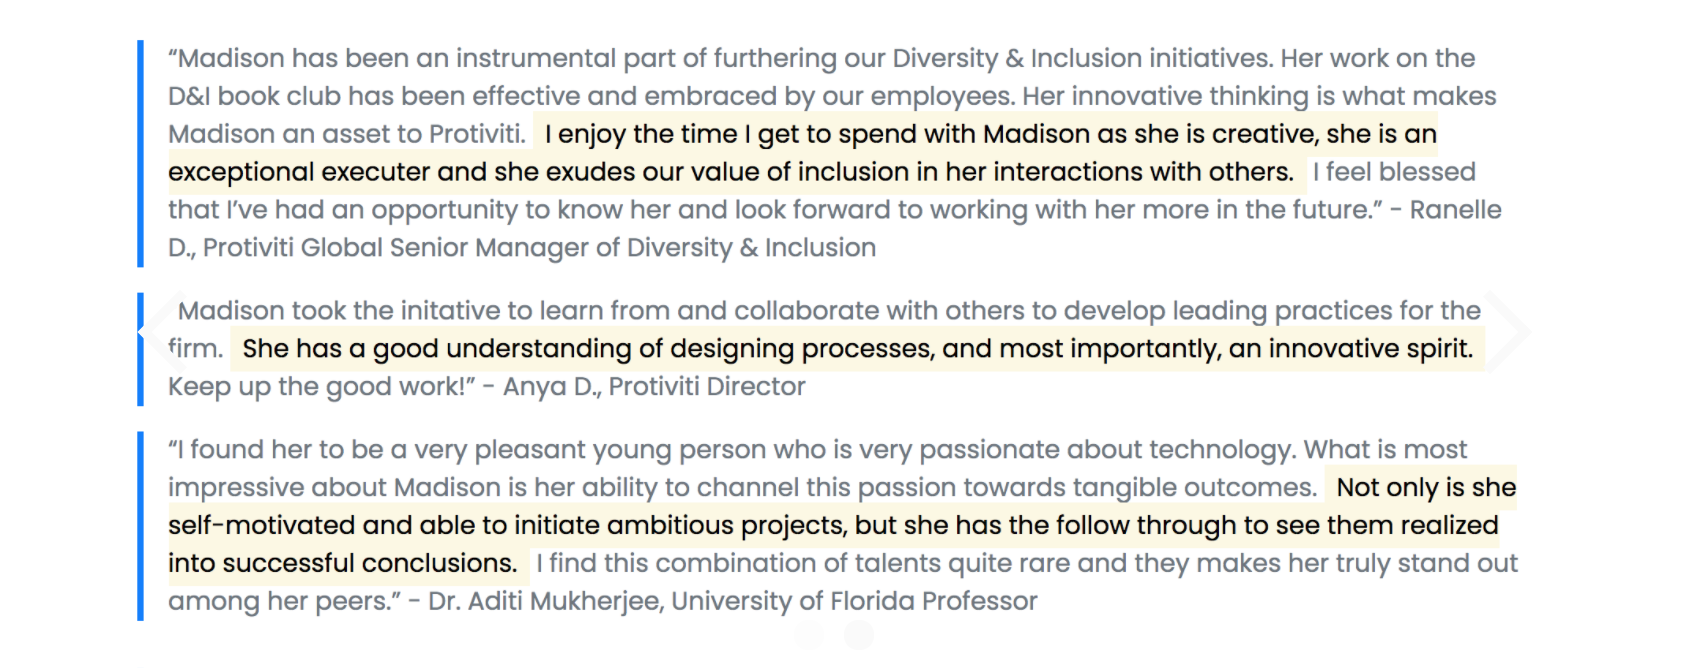 “Madison has been an instrumental part of furthering our Diversity & Inclusion initiatives. Her work on the
D&I book club has been effective and embraced by our employees. Her innovative thinking is what makes
Madison an asset to Protiviti. I enjoy the time I get to spend with Madison as she is creative, she is an
exceptional executer and she exudes our value of inclusion in her interactions with others. I feel blessed
that I’ve had an opportunity to know her and look forward to working with her more in the future.” - Ranelle
D., Protiviti Global Senior Manager of Diversity & Inclusion
Madison took the initative to learn from and collaborate with others to develop leading practices for the
firm. She has a good understanding of designing processes, and most importantly, an innovative spirit.
Keep up the good work!” - Anya D., Protiviti Director
“I found her to be a very pleasant young person who is very passionate about technology. What is most
impressive about Madison is her ability to channel this passion towards tangible outcomes. Not only is she
self-motivated and able to initiate ambitious projects, but she has the follow through to see them realized
into successful conclusions. I find this combination of talents quite rare and they makes her truly stand out
among her peers.” - Dr. Aditi Mukherjee, University of Florida Professor